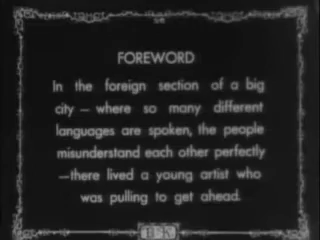 FOREWORD
In the foreign section of a big
city — where so many different
languages are spoken, the people
misunderstand each other perfectly
—there lived a young artist who
was pulling to get ahead.